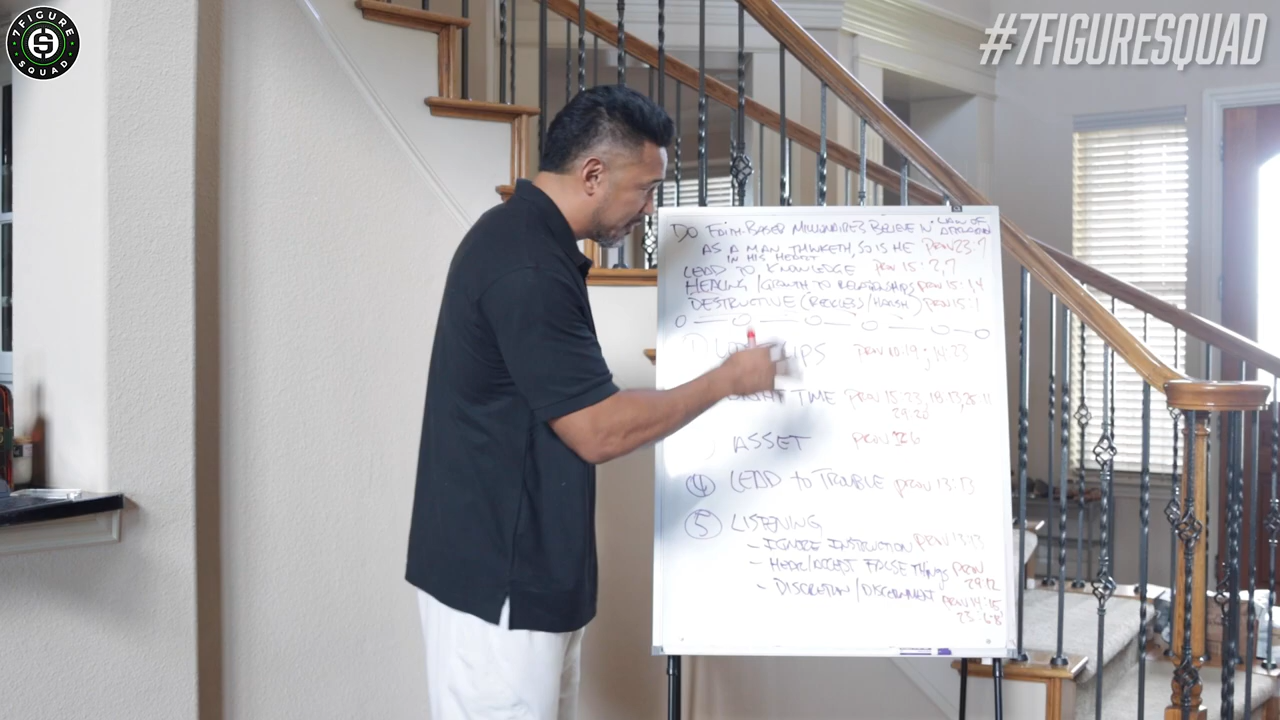 7FIGURE
SQUAD
#7FIGURESQUAD
DO FAITH-BASED MILLIONAIRES BELIEVE IN "LAW OF
AS A MAN THINKETH, SO IS HE PROV 23:7
IN HIS HEART
LEAD TO KNOWLEDGE PROV 15:2,7
HEALING/GROWTH TO RELATIONSHIPS PROV 15:1,4
DESTRUCTIVE (RECKLESS/HARSH) PROV 15:1
LIPS PROV 10:19; 14:23
TIME PROV 15:23, 18:13, 25:11
29:20
ASSET PROV
④ LEAD to TROUBLE PROV 13:13
⑤ LISTENING
- IGNORE INSTRUCTION PROV 13:13
- HEAR/ACCEPT FALSE THINGS PROV
29:12
- DISCRETION/DISCERNMENT PROV 14:15,
23:6-8